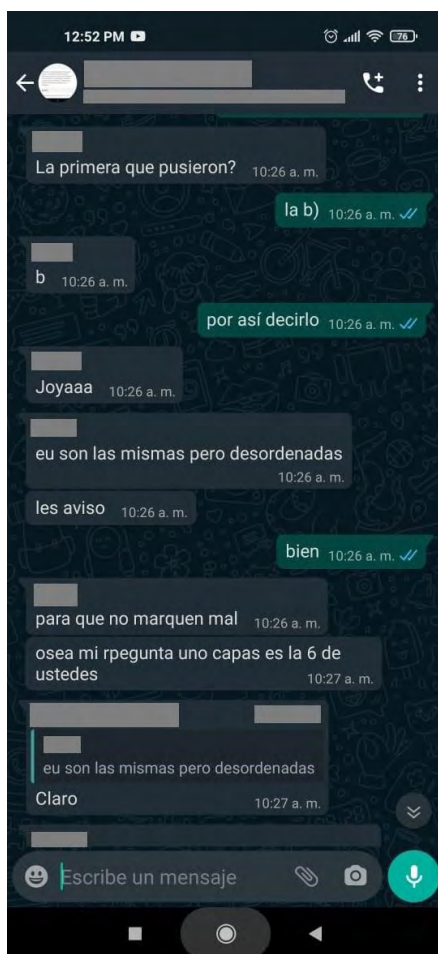 12:52 PM
76
La primera que pusieron? 10:26 a. m.
la b) 10:26 a. m.
b 10:26 a. m.
por así decirlo 10:26 a. m.
Joyaaa 10:26 a. m.
eu son las mismas pero desordenadas
10:26 a. m.
les aviso 10:26 a. m.
bien 10:26 a. m.
para que no marquen mal 10:26 a. m.
osea mi rpegunta uno capas es la 6 de
ustedes 10:27 a. m.
eu son las mismas pero desordenadas
Claro 10:27 a. m.
Escribe un mensaje